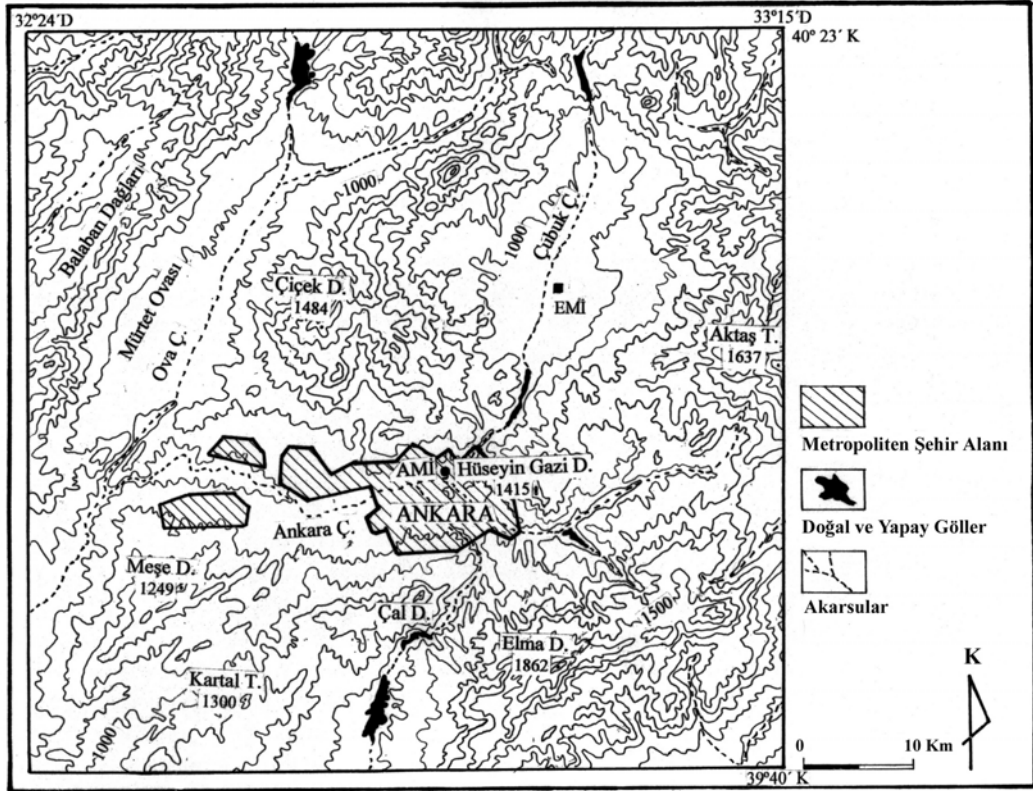 32°24´D
33°15´D
40° 23´ K
Balaban Dağları
Mürtet Ovası
Ova Ç.
1000
1000
Çubuk Ç.
Çiçek D.
1484
EMİ
Aktaş T.
1637
AMİ
Hüseyin Gazi D.
1415
ANKARA
Ankara Ç.
Meşe D.
1249
Çal D.
Elma D.
1862
1500
Kartal T.
1300
1000
Metropoliten Şehir Alanı
Doğal ve Yapay Göller
Akarsular
K
0 10 Km
39°40´ K